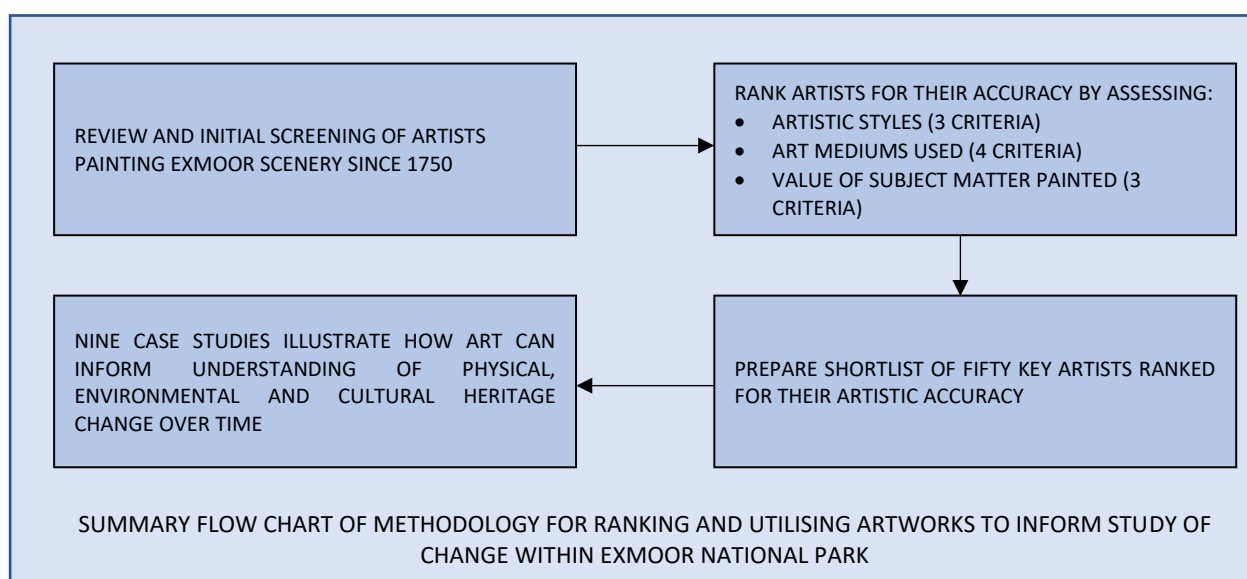 REVIEW AND INITIAL SCREENING OF ARTISTS
PAINTING EXMOOR SCENERY SINCE 1750
RANK ARTISTS FOR THEIR ACCURACY BY ASSESSING:
• ARTISTIC STYLES (3 CRITERIA)
• ART MEDIUMS USED (4 CRITERIA)
• VALUE OF SUBJECT MATTER PAINTED (3
CRITERIA)
PREPARE SHORTLIST OF FIFTY KEY ARTISTS RANKED
FOR THEIR ARTISTIC ACCURACY
NINE CASE STUDIES ILLUSTRATE HOW ART CAN
INFORM UNDERSTANDING OF PHYSICAL,
ENVIRONMENTAL AND CULTURAL HERITAGE
CHANGE OVER TIME
SUMMARY FLOW CHART OF METHODOLOGY FOR RANKING AND UTILISING ARTWORKS TO INFORM STUDY OF
CHANGE WITHIN EXMOOR NATIONAL PARK